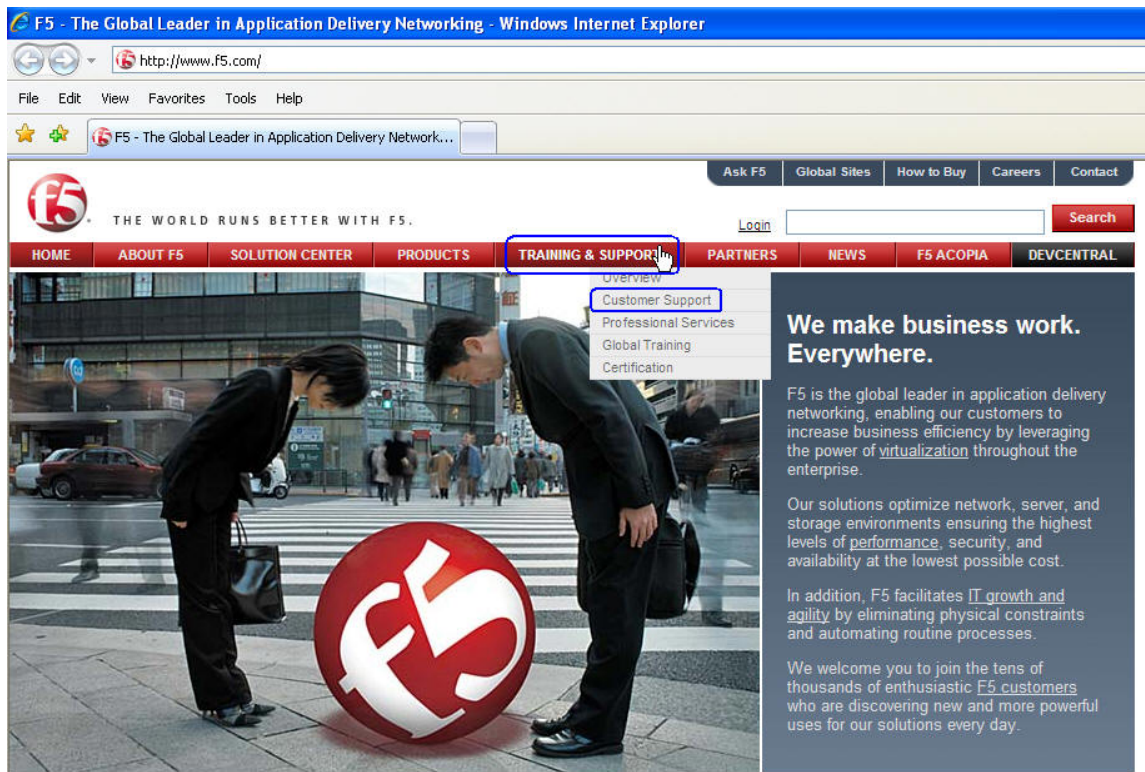 F5 - The Global Leader in Application Delivery Networking - Windows Internet Explorer
http://www.f5.com/
File Edit View Favorites Tools Help
F5 - The Global Leader in Application Delivery Network...
Ask F5 Global Sites How to Buy Careers Contact
f5
THE WORLD RUNS BETTER WITH F5.
Login Search
HOME ABOUT F5 SOLUTION CENTER PRODUCTS TRAINING & SUPPORT PARTNERS NEWS F5 ACOPIA DEVCENTRAL
Overview
Customer Support
Professional Services
Global Training
Certification
We make business work.
Everywhere.
F5 is the global leader in application delivery
networking, enabling our customers to
increase business efficiency by leveraging
the power of virtualization throughout the
enterprise.
Our solutions optimize network, server, and
storage environments ensuring the highest
levels of performance, security, and
availability at the lowest possible cost.
In addition, F5 facilitates IT growth and
agility by eliminating physical constraints
and automating routine processes.
We welcome you to join the tens of
thousands of enthusiastic F5 customers
who are discovering new and more powerful
uses for our solutions every day.
f5